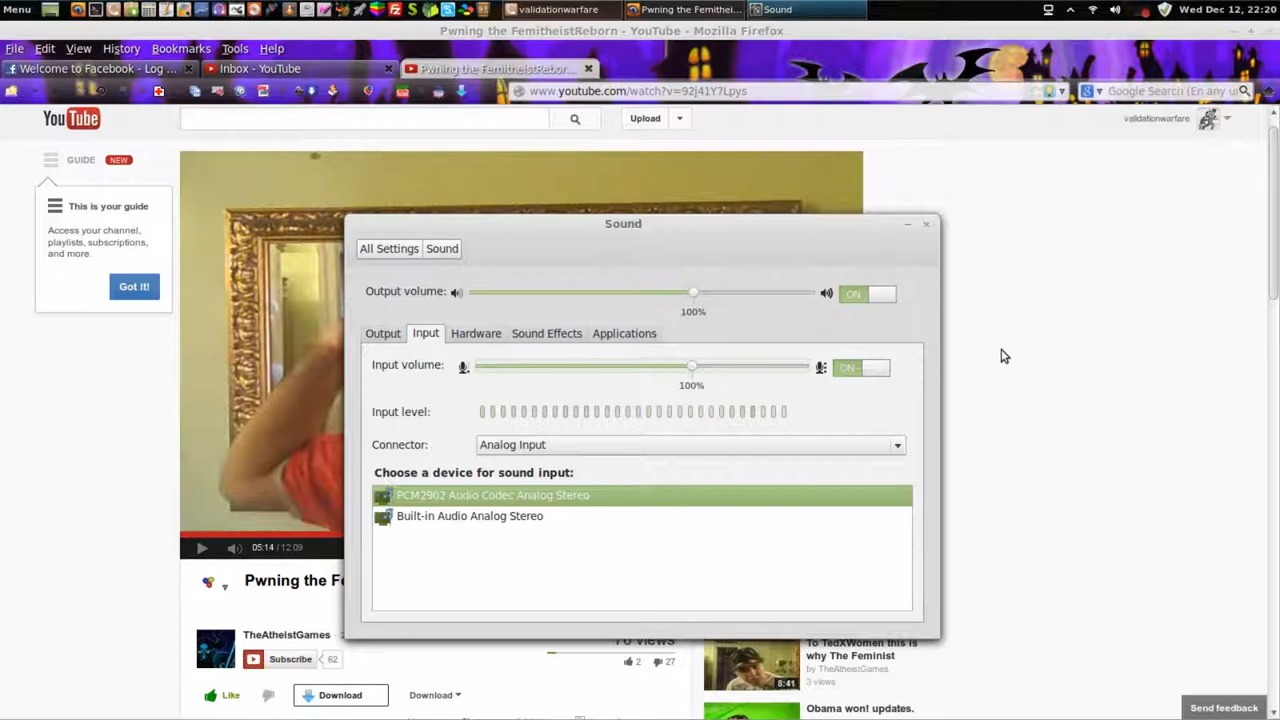 Menu
validationwarfare
Pwning the Femithei...
Sound
Wed Dec 12, 22:20
Pwning the FemitheistReborn - YouTube - Mozilla Firefox
File Edit View History Bookmarks Tools Help
Welcome to Facebook - Log ...
Inbox - YouTube
Pwning the FemitheistRebor...
www.youtube.com/watch?v=92j41Y7Lpys
Google Search (En any u
YouTube
Upload
validationwarfare
GUIDE NEW
This is your guide
Access your channel,
playlists, subscriptions,
and more.
Got It!
Sound
All Settings Sound
Output volume:
ON
100%
Output Input Hardware Sound Effects Applications
Input volume:
ON
100%
Input level:
Connector:
Analog Input
Choose a device for sound input:
PCM2902 Audio Codec Analog Stereo
Built-in Audio Analog Stereo
05:14 / 12:09
Pwning the F
TheAtheistGames
Subscribe 62
views
2 27
Like
Download
Download
To TedXWomen this is
why The Feminist
by TheAtheistGames
3 views
8:41
Obama won! updates.
Send feedback